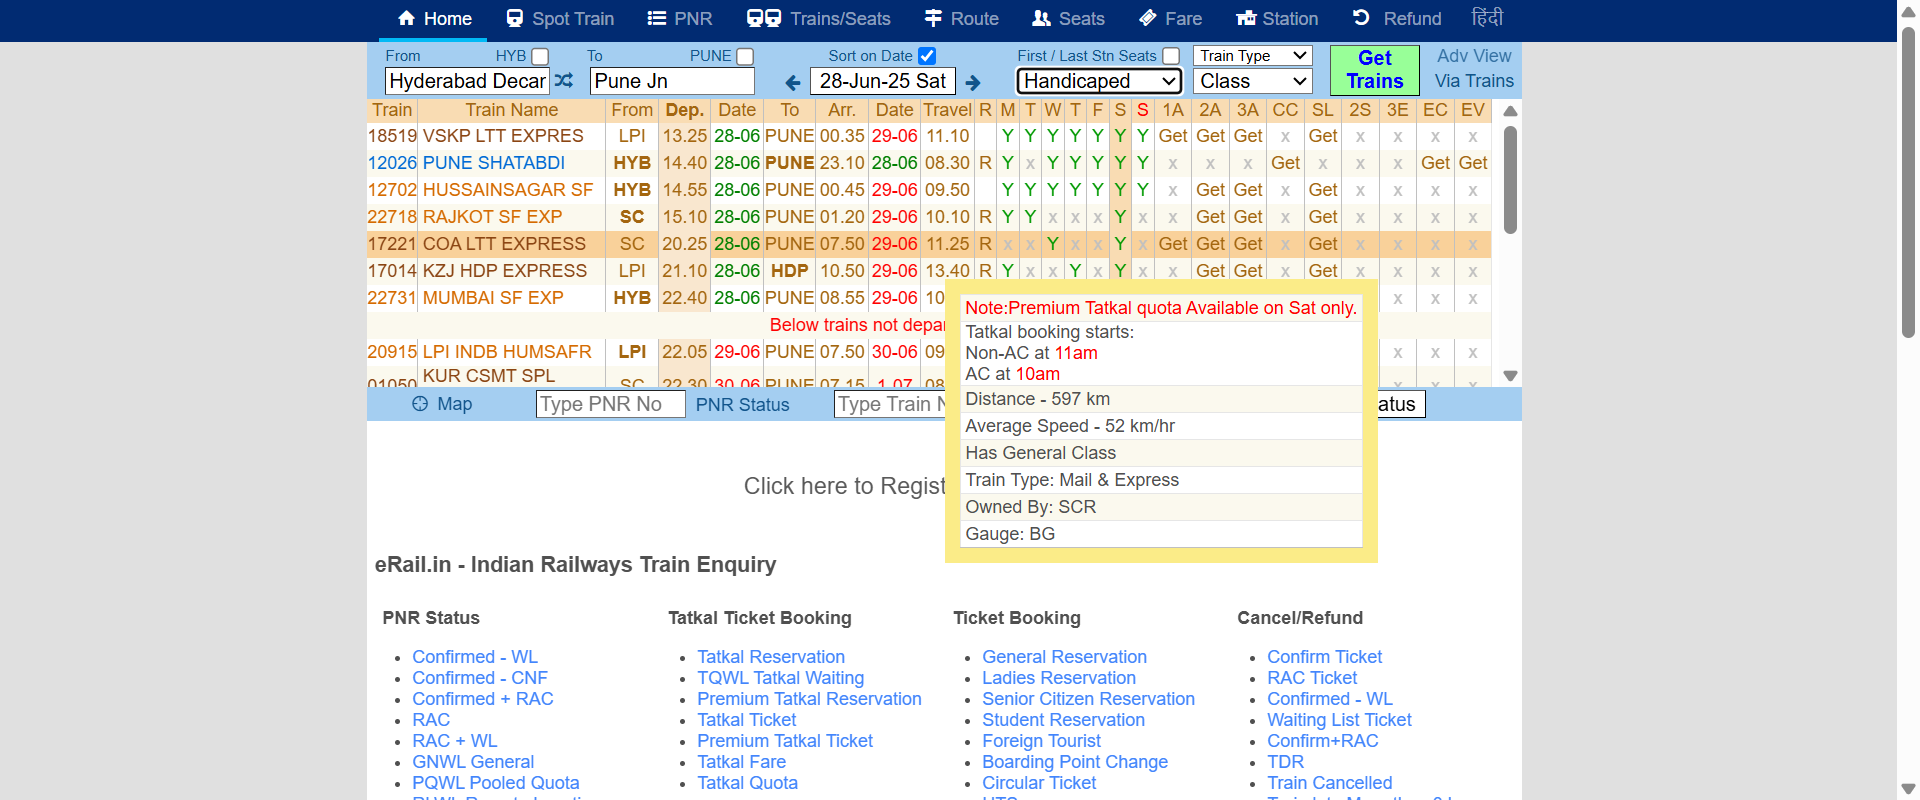 Home Spot Train PNR Trains/Seats Route Seats Fare Station Refund हिंदी
From HYB To PUNE Sort on Date First / Last Stn Seats Train Type Get Trains Adv View
Hyderabad Decar Pune Jn 28-Jun-25 Sat Handicaped Class Via Trains
Train Train Name From Dep. Date To Arr. Date Travel R M T W T F S S 1A 2A 3A CC SL 2S 3E EC EV
18519 VSKP LTT EXPRES LPI 13.25 28-06 PUNE 00.35 29-06 11.10 Y Y Y Y Y Y Y Get Get Get x Get x x x x
12026 PUNE SHATABDI HYB 14.40 28-06 PUNE 23.10 28-06 08.30 R Y x Y Y Y Y Y x x x Get x x x Get Get
12702 HUSSAINSAGAR SF HYB 14.55 28-06 PUNE 00.45 29-06 09.50 Y Y Y Y Y Y Y x Get Get x Get x x x x
22718 RAJKOT SF EXP SC 15.10 28-06 PUNE 01.20 29-06 10.10 R Y Y x x x Y x x Get Get x Get x x x x
17221 COA LTT EXPRESS SC 20.25 28-06 PUNE 07.50 29-06 11.25 R x x Y x x Y x Get Get Get x Get x x x x
17014 KZJ HDP EXPRESS LPI 21.10 28-06 HDP 10.50 29-06 13.40 R Y x x Y x Y x x Get Get x Get x x x x
22731 MUMBAI SF EXP HYB 22.40 28-06 PUNE 08.55 29-06 10 x x x
Below trains not depar
20915 LPI INDB HUMSAFR LPI 22.05 29-06 PUNE 07.50 30-06 09 x x x
01050 KUR CSMT SPL SC 22.30 30-06 PUNE 07.15 1-07 08 x x x
Note:Premium Tatkal quota Available on Sat only.
Tatkal booking starts:
Non-AC at 11am
AC at 10am
Distance - 597 km
Average Speed - 52 km/hr
Has General Class
Train Type: Mail & Express
Owned By: SCR
Gauge: BG
Map Type PNR No PNR Status Type Train N atus
Click here to Regist
eRail.in - Indian Railways Train Enquiry
PNR Status
Confirmed - WL
Confirmed - CNF
Confirmed + RAC
RAC
RAC + WL
GNWL General
PQWL Pooled Quota
Tatkal Ticket Booking
Tatkal Reservation
TQWL Tatkal Waiting
Premium Tatkal Reservation
Tatkal Ticket
Premium Tatkal Ticket
Tatkal Fare
Tatkal Quota
Ticket Booking
General Reservation
Ladies Reservation
Senior Citizen Reservation
Student Reservation
Foreign Tourist
Boarding Point Change
Circular Ticket
Cancel/Refund
Confirm Ticket
RAC Ticket
Confirmed - WL
Waiting List Ticket
Confirm+RAC
TDR
Train Cancelled